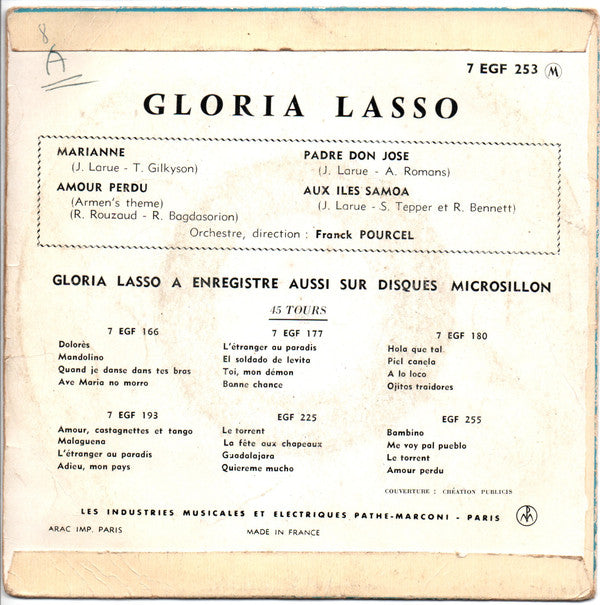 8
A
7 EGF 253 M
GLORIA LASSO
MARIANNE
(J. Larue - T. Gilkyson)
AMOUR PERDU
(Armen's theme)
(R. Rouzaud - R. Bagdasorion)
PADRE DON JOSE
(J. Larue - A. Romans)
AUX ILES SAMOA
(J. Larue - S. Tepper et R. Bennett)
Orchestre, direction : Franck POURCEL
GLORIA LASSO A ENREGISTRE AUSSI SUR DISQUES MICROSILLON
45 TOURS
7 EGF 166
Dolorès
Mandolino
Quand je danse dans tes bras
Ave Maria no morro
7 EGF 177
L'étranger au paradis
El soldado de levita
Toi, mon démon
Banne chance
7 EGF 180
Hola que tal
Piel canela
A lo loco
Ojitos traidores
7 EGF 193
Amour, castagnettes et tango
Malaguena
L'étranger au paradis
Adieu, mon pays
EGF 225
Le torrent
La fête aux chapeaux
Guadalajara
Quiereme mucho
EGF 255
Bambino
Me voy pal pueblo
Le torrent
Amour perdu
COUVERTURE : CRÉATION PUBLICIS
LES INDUSTRIES MUSICALES ET ELECTRIQUES PATHE-MARCONI - PARIS
ARAC IMP. PARIS
MADE IN FRANCE